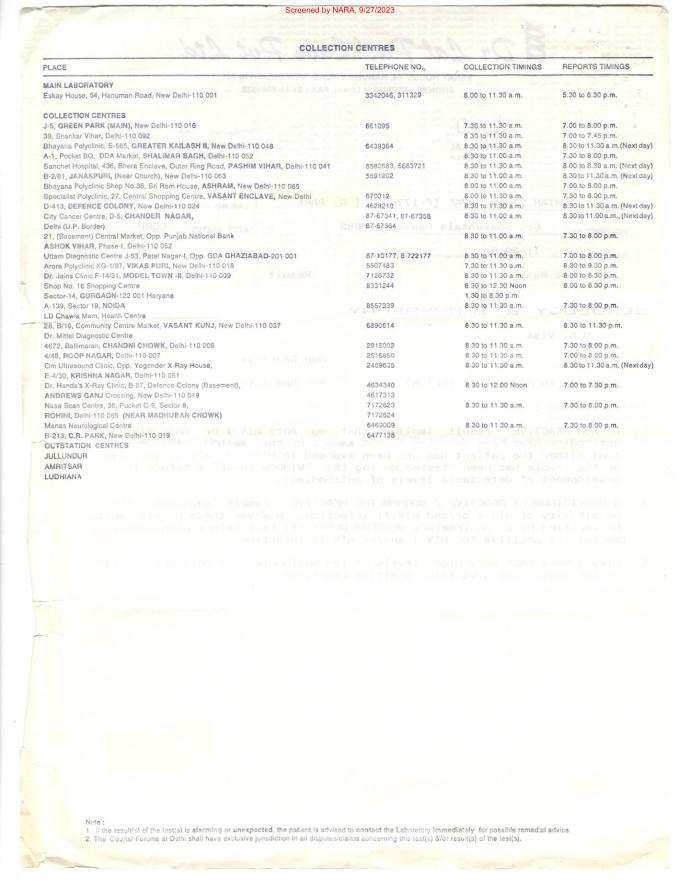 Screened by NARA, 9/27/2023
COLLECTION CENTRES
PLACE TELEPHONE NO., COLLECTION TIMINGS REPORTS TIMINGS
MAIN LABORATORY
Eskay House, 54, Hanuman Road, New Delhi-110 001 3342046, 311329 8.00 to 11.30 a.m. 5.30 to 6.30 p.m.
COLLECTION CENTRES
J-5, GREEN PARK (MAIN), New Delhi-110 016 661095 7.30 to 11.30 a.m. 7.00 to 8.00 p.m.
39, Shankar Vihar, Delhi-110 092 8.30 to 11.30 a.m. 7.00 to 7.45 p.m.
Bhayana Polyclinic, S-565, GREATER KAILASH II, New Delhi-110 048 6439364 8.30 to 11.00 a.m. 8.30 to 11.30 a.m.(Next day)
A-1, Pocket BQ, DDA Market, SHALIMAR BAGH, Delhi-110 052 8.30 to 11.00 a.m. 7.30 to 8.00 p.m.
Sanchet Hospital, 436, Bhera Enclave, Outer Ring Road, PASHIM VIHAR, Delhi-110 041 5580683, 5683721 8.30 to 11.30 a.m. 8.00 to 8.30 a.m. (Next day)
B-2/81, JANAKPURI, (Near Church), New Delhi-110 063 5591202 8.30 to 11.30 a.m. 8.30 to 11.30 a.m. (Next day)
Bhayana Polyclinic Shop No.36, Sri Ram House, ASHRAM, New Delhi-110 065 8.00 to 11.00 a.m. 7.00 to 8.00 p.m.
Specialist Polyclinic, 27, Central Shopping Centre, VASANT ENCLAVE, New Delhi 670212 8.00 to 11.00 a.m. 7.30 to 8.00 p.m.
D-413, DEFENCE COLONY, New Delhi-110 024 4628210 8.30 to 11.30 a.m. 8.30 to 11.30 a.m. (Next day)
City Cancer Centre, D-5, CHANDER NAGAR, 87-67341, 87-67358 8.30 to 11.00 a.m. 8.30 to 11.00 a.m., (Next day)
Delhi (U.P. Border) 87-67364
21, (Basement) Central Market, Opp. Punjab National Bank 8.30 to 11.00 a.m. 7.30 to 8.00 p.m.
ASHOK VIHAR, Phase-I, Delhi-110 052
Uttam Diagnostic Centre J-53, Patel Nagar-I, Opp. GDA GHAZIABAD-201 001 87-10177, 8-722177 8.30 to 11.00 a.m. 7.00 to 8.00 p.m.
Arora Polyclinic KG-1/97, VIKAS PURI, New Delhi-110 018 5507483 7.30 to 11.30 a.m. 8.30 to 9.30 p.m.
Dr. Jains Clinic F-14/31, MODEL TOWN -II, Delhi-110 009 7128732 8.30 to 11.30 a.m. 8.00 to 8.30 p.m.
Shop No. 16 Shopping Centre 8331244 8.30 to 12.30 Noon 8.00 to 8.30 p.m.
Sector-14, GURGAON-122 001 Haryana 1.30 to 8.30 p.m.
A-139, Sector 19, NOIDA 8557339 8.30 to 11.30 a.m. 7.30 to 8.00 p.m.
LD Chawla Mem, Health Centre
28, B/10, Community Centre Market, VASANT KUNJ, New Delhi-110 037 6890614 8.30 to 11.30 a.m. 8.30 to 11.30 p.m.
Dr. Mittal Diagnostic Centre
4672, Ballimaran, CHANDNI CHOWK, Delhi-110 006 2915002 8.30 to 11.30 a.m. 7.30 to 8.00 p.m.
4/48, ROOP NAGAR, Delhi-110 007 2516850 8.30 to 11.30 a.m. 7.00 to 8.00 p.m.
Om Ultrasound Clinic, Opp. Yogender X-Ray House, 2459635 8.30 to 11.30 a.m. 8.30 to 11.30 a.m. (Next day)
E-4/30, KRISHNA NAGAR, Delhi-110 051
Dr. Handa's X-Ray Clinic, B-87, Defence Colony (Basement), 4634340 8.30 to 12.00 Noon 7.00 to 7.30 p.m.
ANDREWS GANJ Crossing, New Delhi-110 049 4617313
Nasa Scan Centre, 38, Pocket C-9, Sector 8, 7172623 8.30 to 11.30 a.m. 7.30 to 8.00 p.m.
ROHINI, Delhi-110 085 (NEAR MADHUBAN CHOWK) 7172624
Manas Neurological Centre 6469009 8.30 to 11.30 a.m. 7.30 to 8.00 p.m.
B-213, C.R. PARK, New Delhi-110 019 6477138
OUTSTATION CENTRES
JULLUNDUR
AMRITSAR
LUDHIANA
Note :
1. If the result(s) of the test(s) is alarming or unexpected, the patient is advised to contact the Laboratory immediately for possible remedial advice.
2. The Courts/ Forums at Delhi shall have exclusive jurisdiction in all disputes/claims concerning this test(s) &/or result(s) of the test(s).